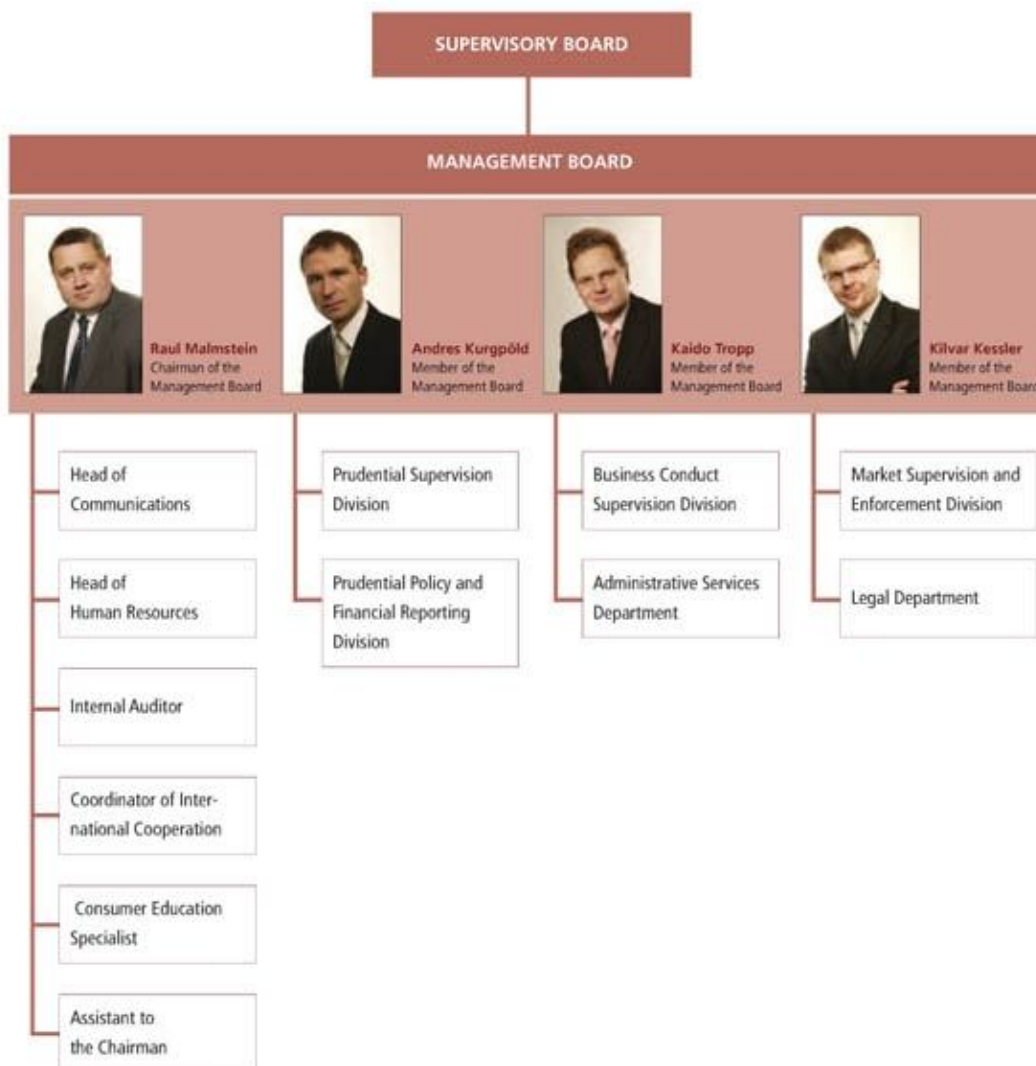 SUPERVISORY BOARD
MANAGEMENT BOARD
Raul Malmstein
Chairman of the
Management Board
Andres Kurgpõld
Member of the
Management Board
Kaido Tropp
Member of the
Management Board
Kilvar Kessler
Member of the
Management Board
Head of
Communications
Head of
Human Resources
Internal Auditor
Coordinator of Inter-
national Cooperation
Consumer Education
Specialist
Assistant to
the Chairman
Prudential Supervision
Division
Prudential Policy and
Financial Reporting
Division
Business Conduct
Supervision Division
Administrative Services
Department
Market Supervision and
Enforcement Division
Legal Department